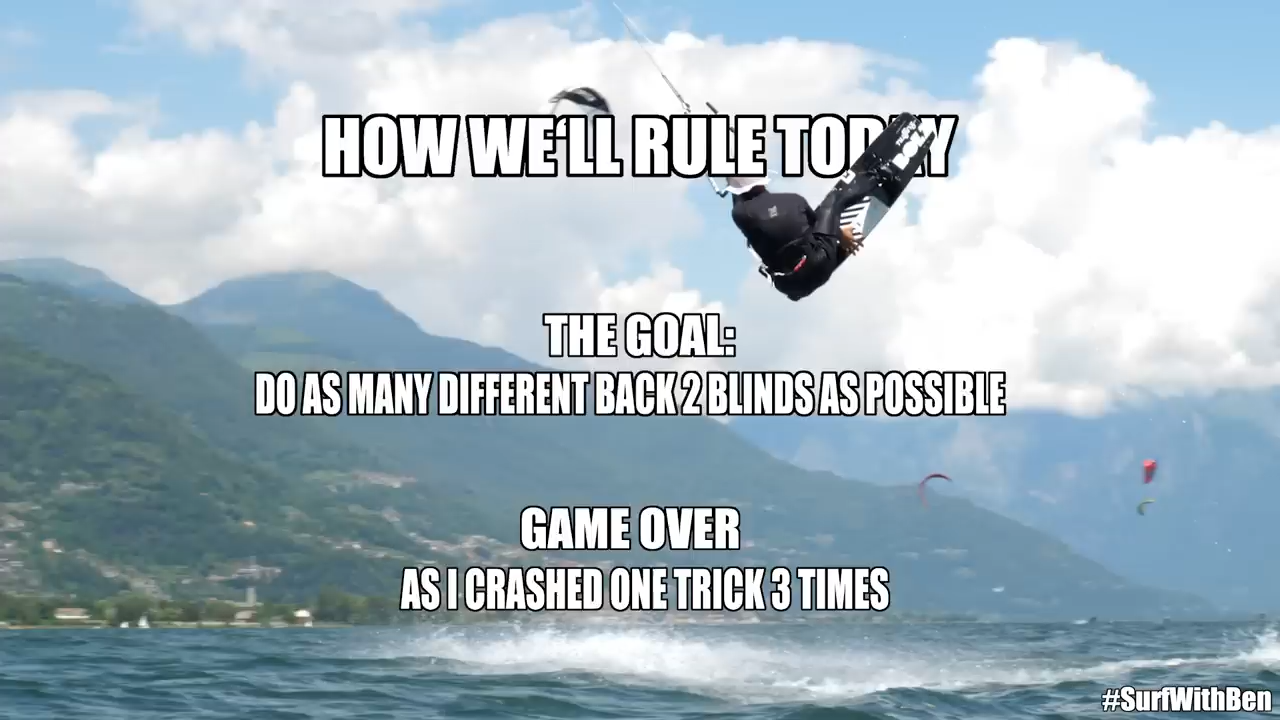 HOW WE'LL RULE TODAY
THE GOAL:
DO AS MANY DIFFERENT BACK 2 BLINDS AS POSSIBLE
GAME OVER
AS I CRASHED ONE TRICK 3 TIMES
#SurfWithBen